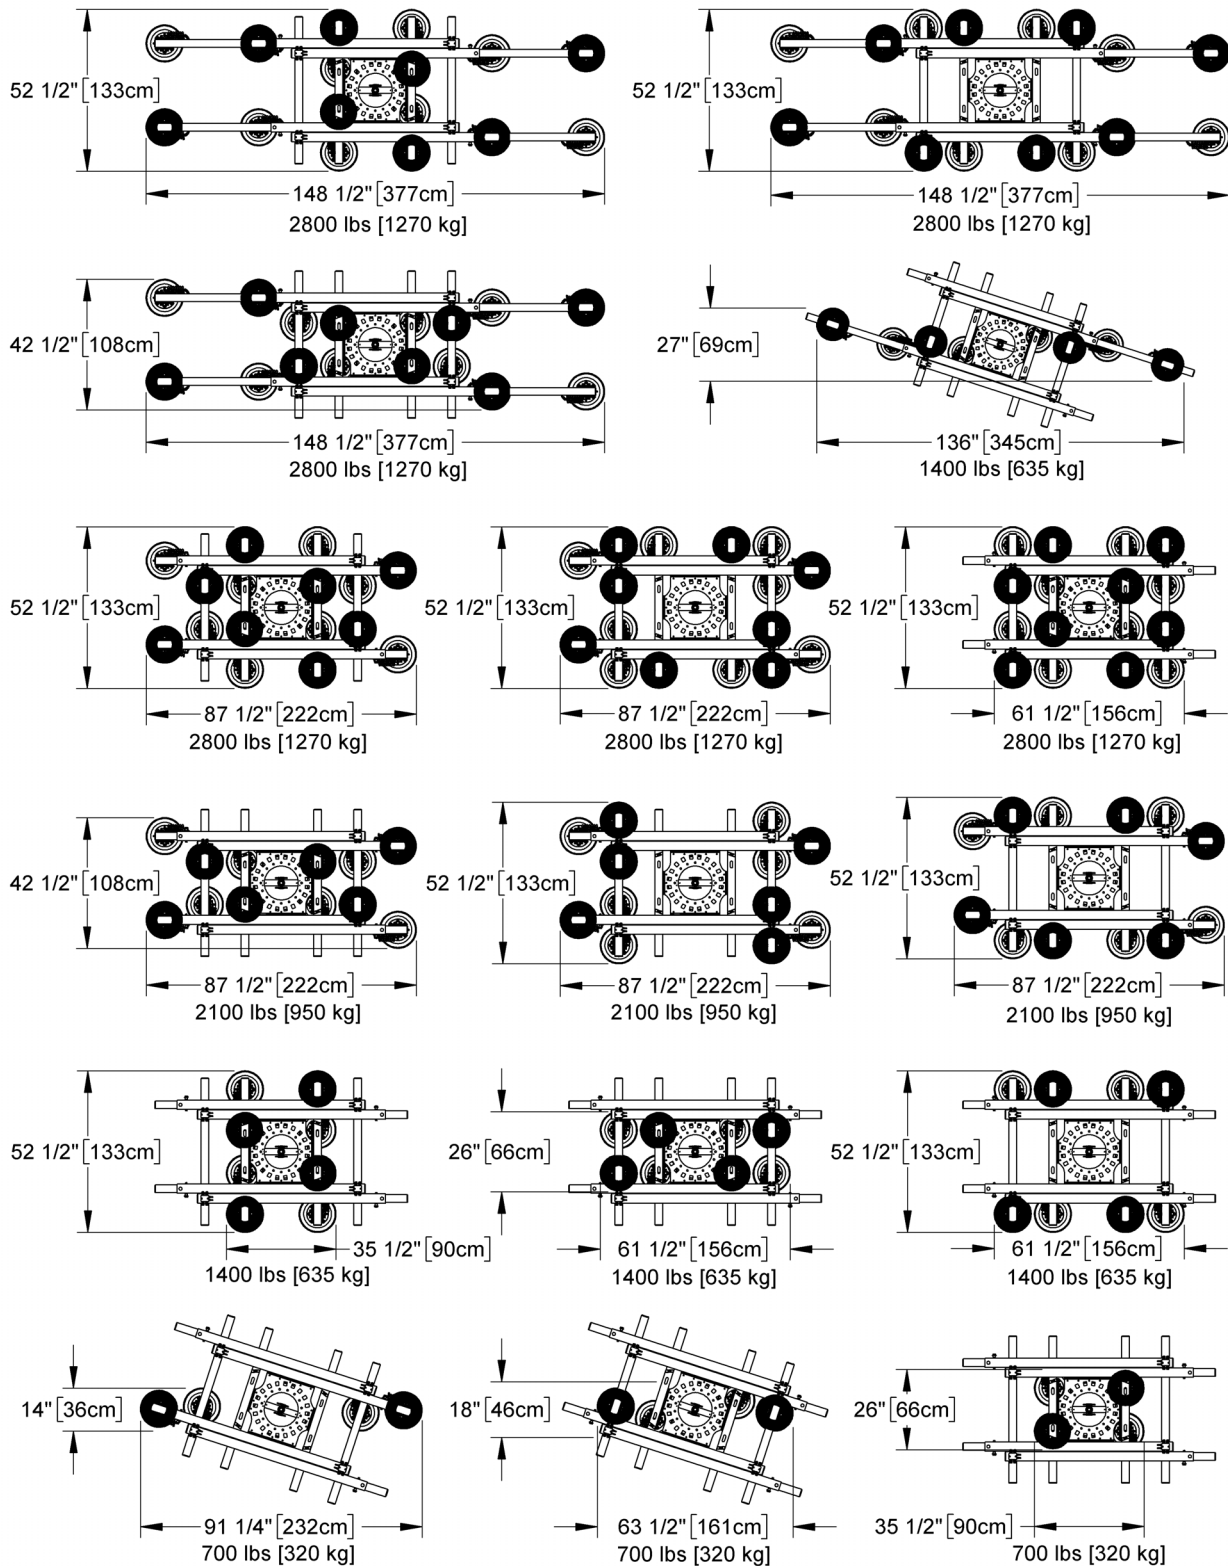 52 1/2" [133cm]
148 1/2" [377cm]
2800 lbs [1270 kg]
52 1/2" [133cm]
148 1/2" [377cm]
2800 lbs [1270 kg]
42 1/2" [108cm]
148 1/2" [377cm]
2800 lbs [1270 kg]
27" [69cm]
136" [345cm]
1400 lbs [635 kg]
52 1/2" [133cm]
87 1/2" [222cm]
2800 lbs [1270 kg]
52 1/2" [133cm]
87 1/2" [222cm]
2800 lbs [1270 kg]
52 1/2" [133cm]
61 1/2" [156cm]
2800 lbs [1270 kg]
42 1/2" [108cm]
87 1/2" [222cm]
2100 lbs [950 kg]
52 1/2" [133cm]
87 1/2" [222cm]
2100 lbs [950 kg]
52 1/2" [133cm]
87 1/2" [222cm]
2100 lbs [950 kg]
52 1/2" [133cm]
35 1/2" [90cm]
1400 lbs [635 kg]
26" [66cm]
61 1/2" [156cm]
1400 lbs [635 kg]
52 1/2" [133cm]
61 1/2" [156cm]
1400 lbs [635 kg]
14" [36cm]
91 1/4" [232cm]
700 lbs [320 kg]
18" [46cm]
63 1/2" [161cm]
700 lbs [320 kg]
26" [66cm]
35 1/2" [90cm]
700 lbs [320 kg]